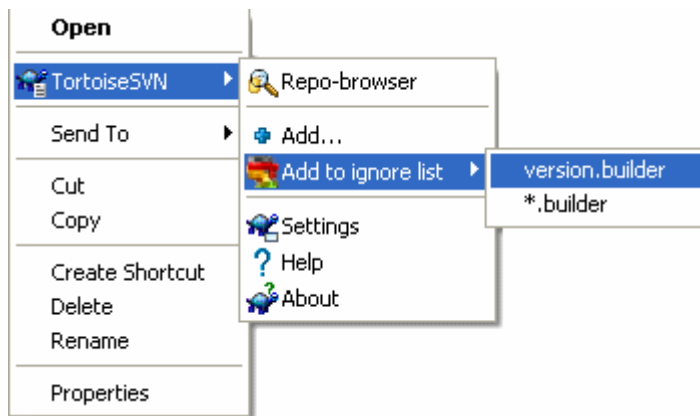 Open
TortoiseSVN
Send To
Cut
Copy
Create Shortcut
Delete
Rename
Properties
Repo-browser
Add...
Add to ignore list
Settings
Help
About
version.builder
*.builder